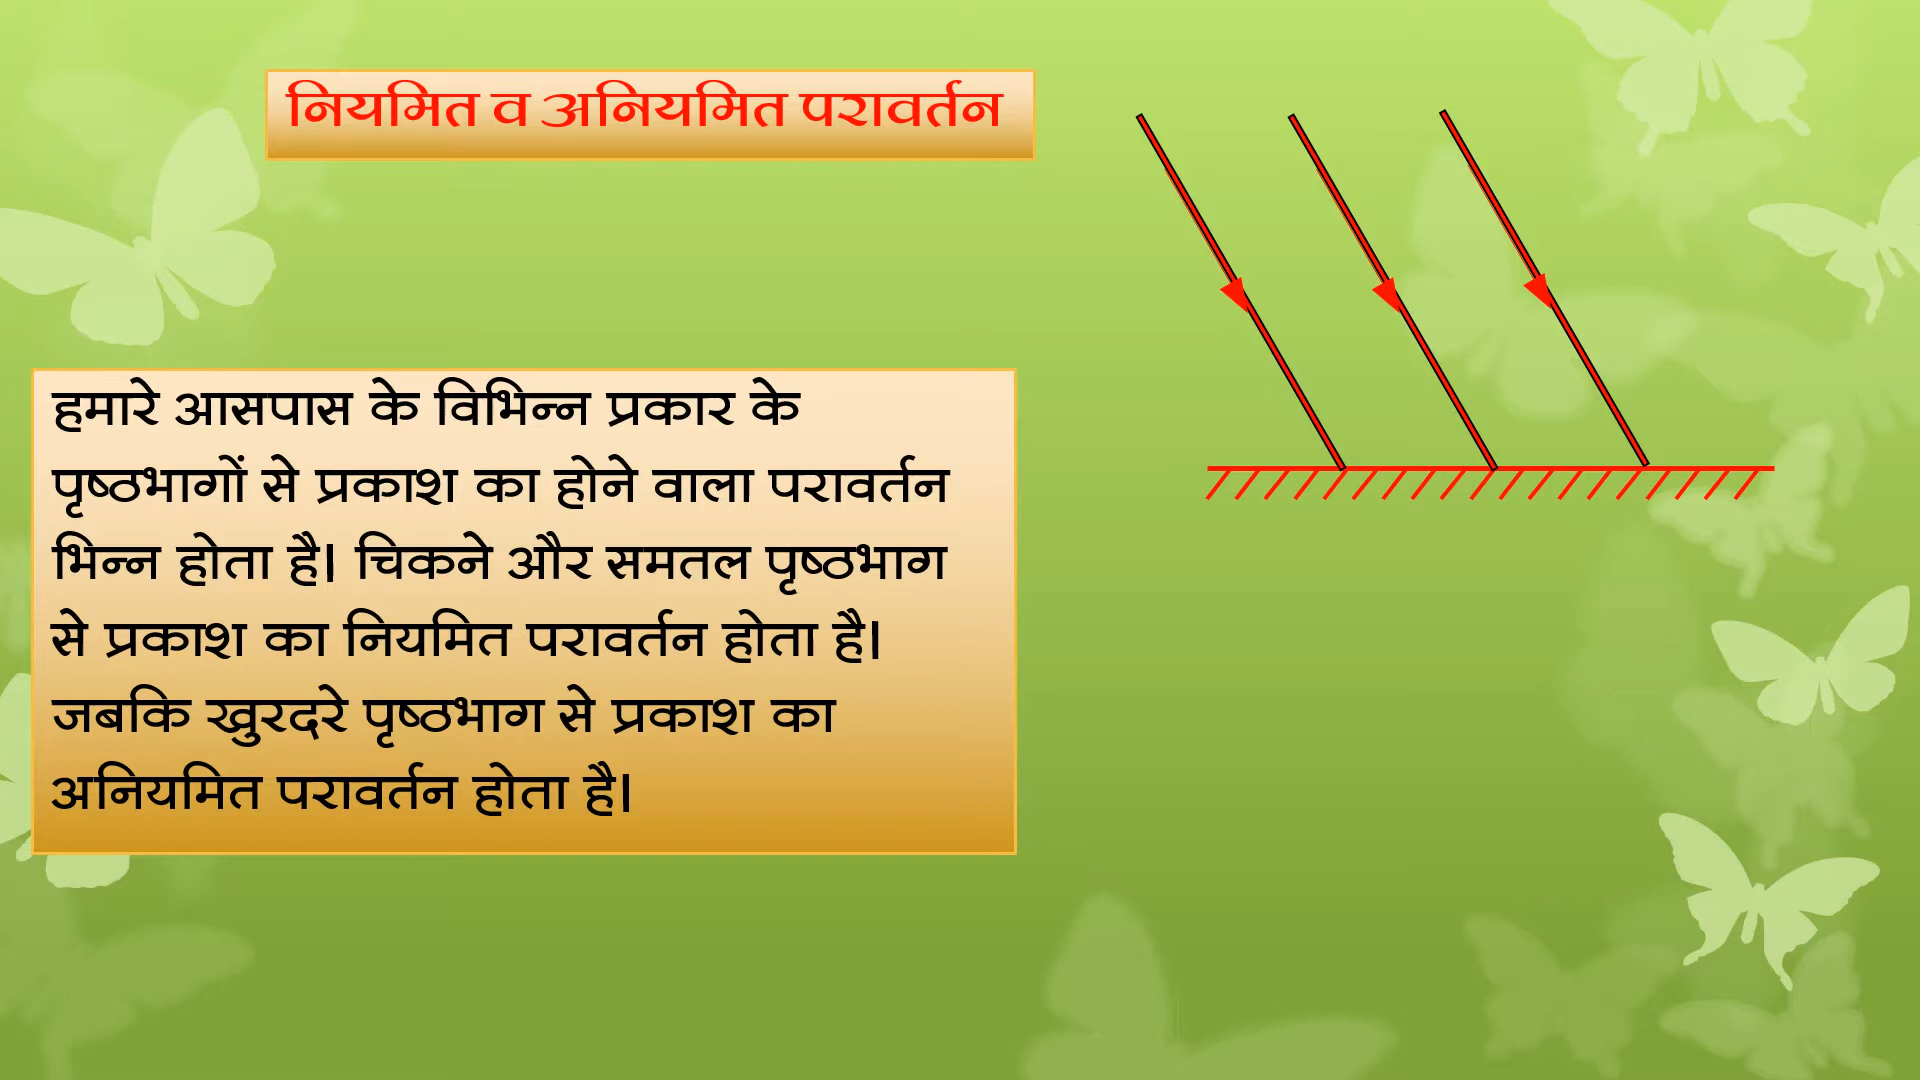 नियमित व अनियमित परावर्तन
हमारे आसपास के विभिन्न प्रकार के
पृष्ठभागों से प्रकाश का होने वाला परावर्तन
भिन्न होता है। चिकने और समतल पृष्ठभाग
से प्रकाश का नियमित परावर्तन होता है।
जबकि खुरदरे पृष्ठभाग से प्रकाश का
अनियमित परावर्तन होता है।